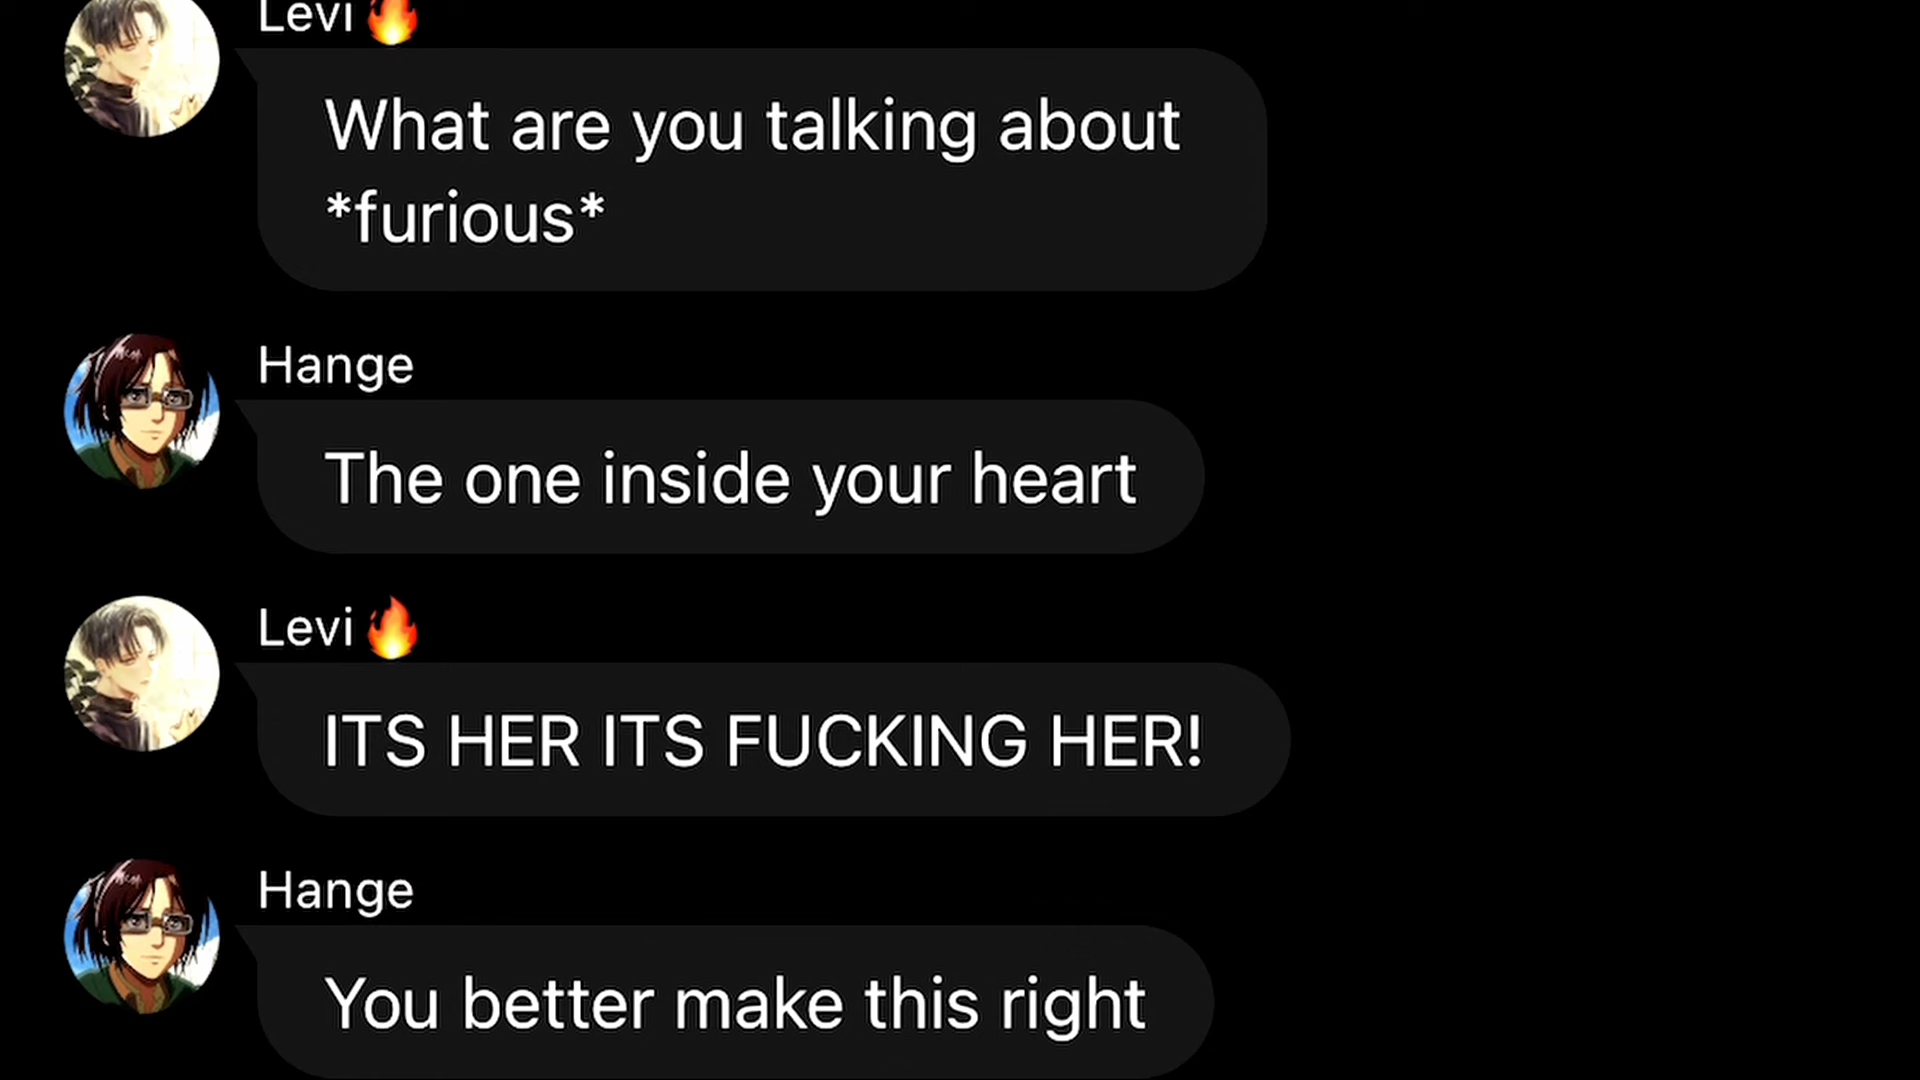 Levi🔥
What are you talking about
*furious*
Hange
The one inside your heart
Levi🔥
ITS HER ITS FUCKING HER!
Hange
You better make this right